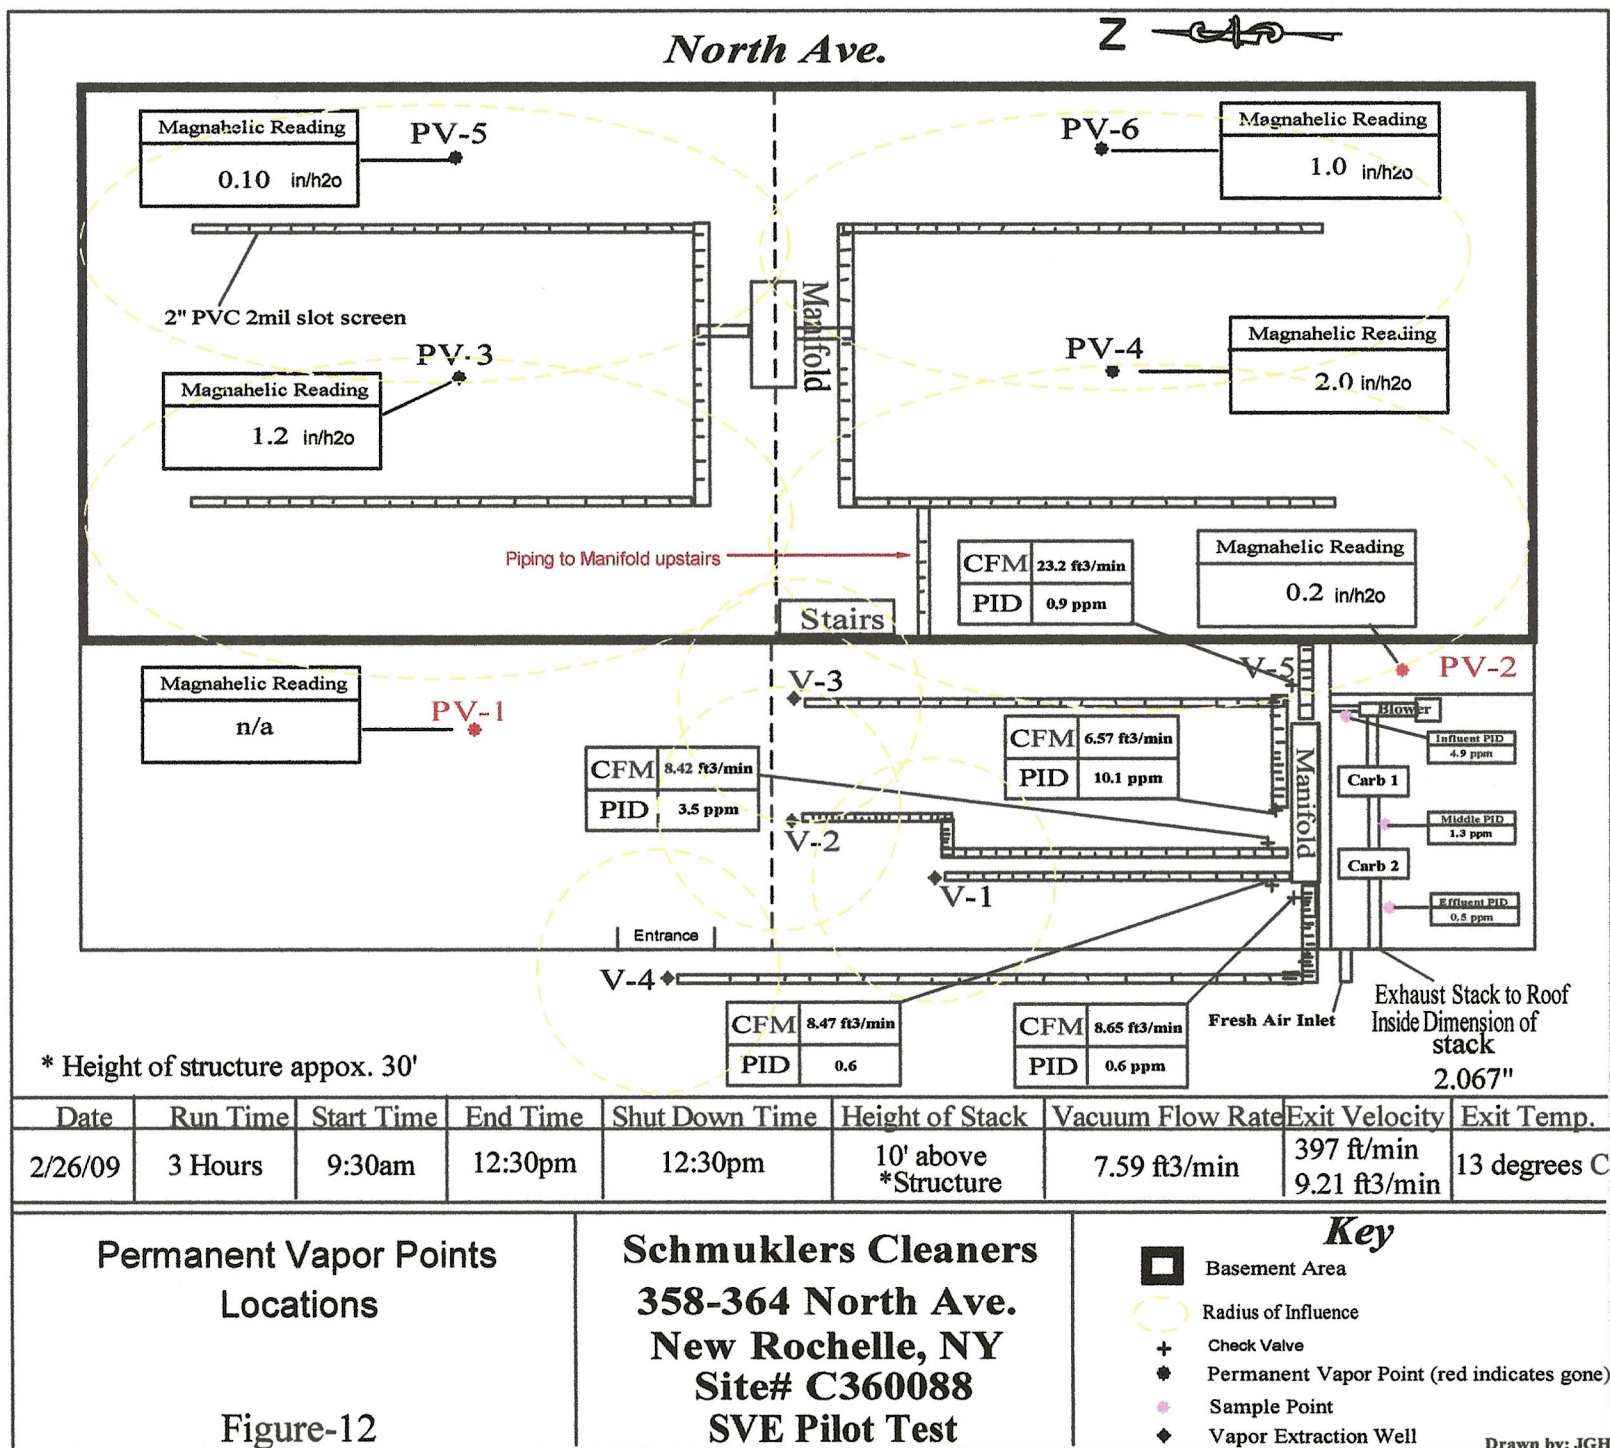 North Ave.
Z
Magnahelic Reading
0.10 in/h2o
PV-5
PV-6
Magnahelic Reading
1.0 in/h2o
2" PVC 2mil slot screen
Manifold
PV-3
Magnahelic Reading
1.2 in/h2o
PV-4
Magnahelic Reading
2.0 in/h2o
Piping to Manifold upstairs
Stairs
CFM 23.2 ft3/min
PID 0.9 ppm
Magnahelic Reading
0.2 in/h2o
Magnahelic Reading
n/a
PV-1
V-3
V-5
PV-2
Blower
CFM 8.42 ft3/min
PID 3.5 ppm
CFM 6.57 ft3/min
PID 10.1 ppm
Manifold
Influent PID
4.9 ppm
Carb 1
Middle PID
1.3 ppm
V-2
Carb 2
V-1
Effluent PID
0.5 ppm
Entrance
V-4
CFM 8.47 ft3/min
PID 0.6
CFM 8.65 ft3/min
PID 0.6 ppm
Fresh Air Inlet
Exhaust Stack to Roof
Inside Dimension of
stack
2.067"
* Height of structure appox. 30'
Date Run Time Start Time End Time Shut Down Time Height of Stack Vacuum Flow Rate Exit Velocity Exit Temp.
2/26/09 3 Hours 9:30am 12:30pm 12:30pm 10' above *Structure 7.59 ft3/min 397 ft/min 9.21 ft3/min 13 degrees C
Permanent Vapor Points
Locations
Figure-12
Schmuklers Cleaners
358-364 North Ave.
New Rochelle, NY
Site# C360088
SVE Pilot Test
Key
Basement Area
Radius of Influence
Check Valve
Permanent Vapor Point (red indicates gone)
Sample Point
Vapor Extraction Well
Drawn by: JGH